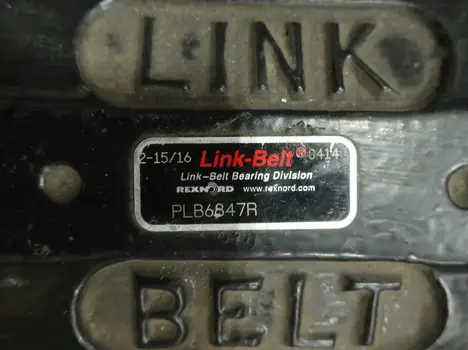 LINK
2-15/16 Link-Belt® 0414
Link-Belt Bearing Division
REXNORD www.rexnord.com
PLB6847R
BELT